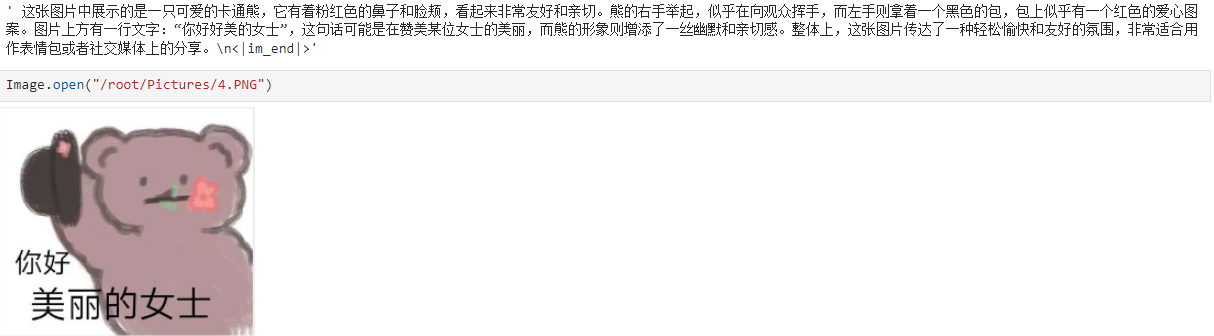 ' 这张图片中展示的是一只可爱的卡通熊，它有着粉红色的鼻子和脸颊，看起来非常友好和亲切。熊的右手举起，似乎在向观众挥手，而左手则拿着一个黑色的包，包上似乎有一个红色的爱心图
案。图片上方有一行文字：“你好好美的女士”，这句话可能是在赞美某位女士的美丽，而熊的形象则增添了一丝幽默和亲切感。整体上，这张图片传达了一种轻松愉快和友好的氛围，非常适合用
作表情包或者社交媒体上的分享。\n<|im_end|>'
Image.open("/root/Pictures/4.PNG")
你好
美丽的女士